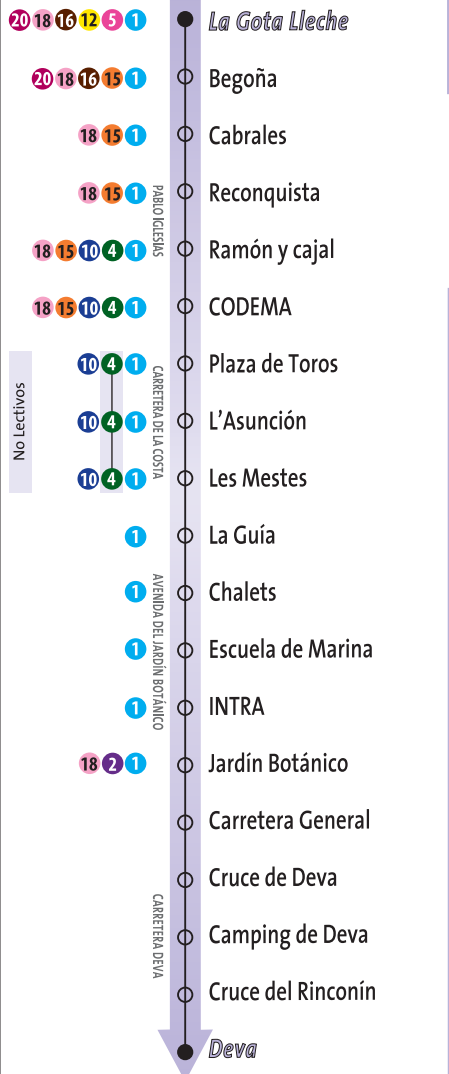 20 18 16 12 5 1 La Gota Lleche
20 18 16 15 1 Begoña
18 15 1 Cabrales
18 15 1 Reconquista
PABLO IGLESIAS
18 15 10 4 1 Ramón y cajal
18 15 10 4 1 CODEMA
No Lectivos
10 4 1 Plaza de Toros
CARRETERA DE LA COSTA
10 4 1 L'Asunción
10 4 1 Les Mestes
1 La Guía
1 Chalets
AVENIDA DEL JARDÍN BOTÁNICO
1 Escuela de Marina
1 INTRA
18 2 1 Jardín Botánico
Carretera General
Cruce de Deva
CARRETERA DEVA
Camping de Deva
Cruce del Rinconín
Deva